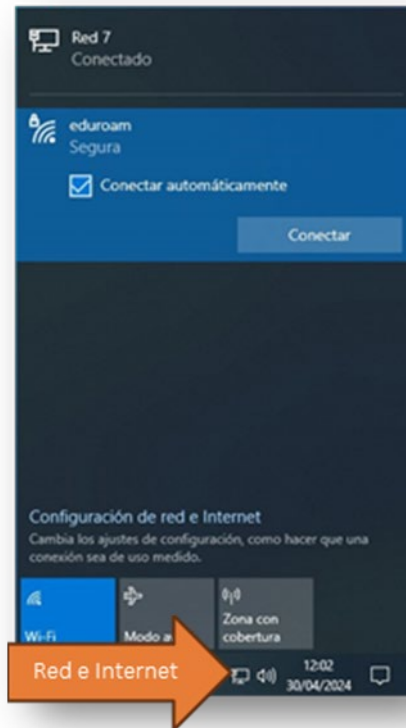 Red 7
Conectado
eduroam
Segura
Conectar automáticamente
Conectar
Configuración de red e Internet
Cambia los ajustes de configuración, como hacer que una
conexión sea de uso medido.
Wi-Fi
Modo a
Zona con
cobertura
Red e Internet
12:02
30/04/2024